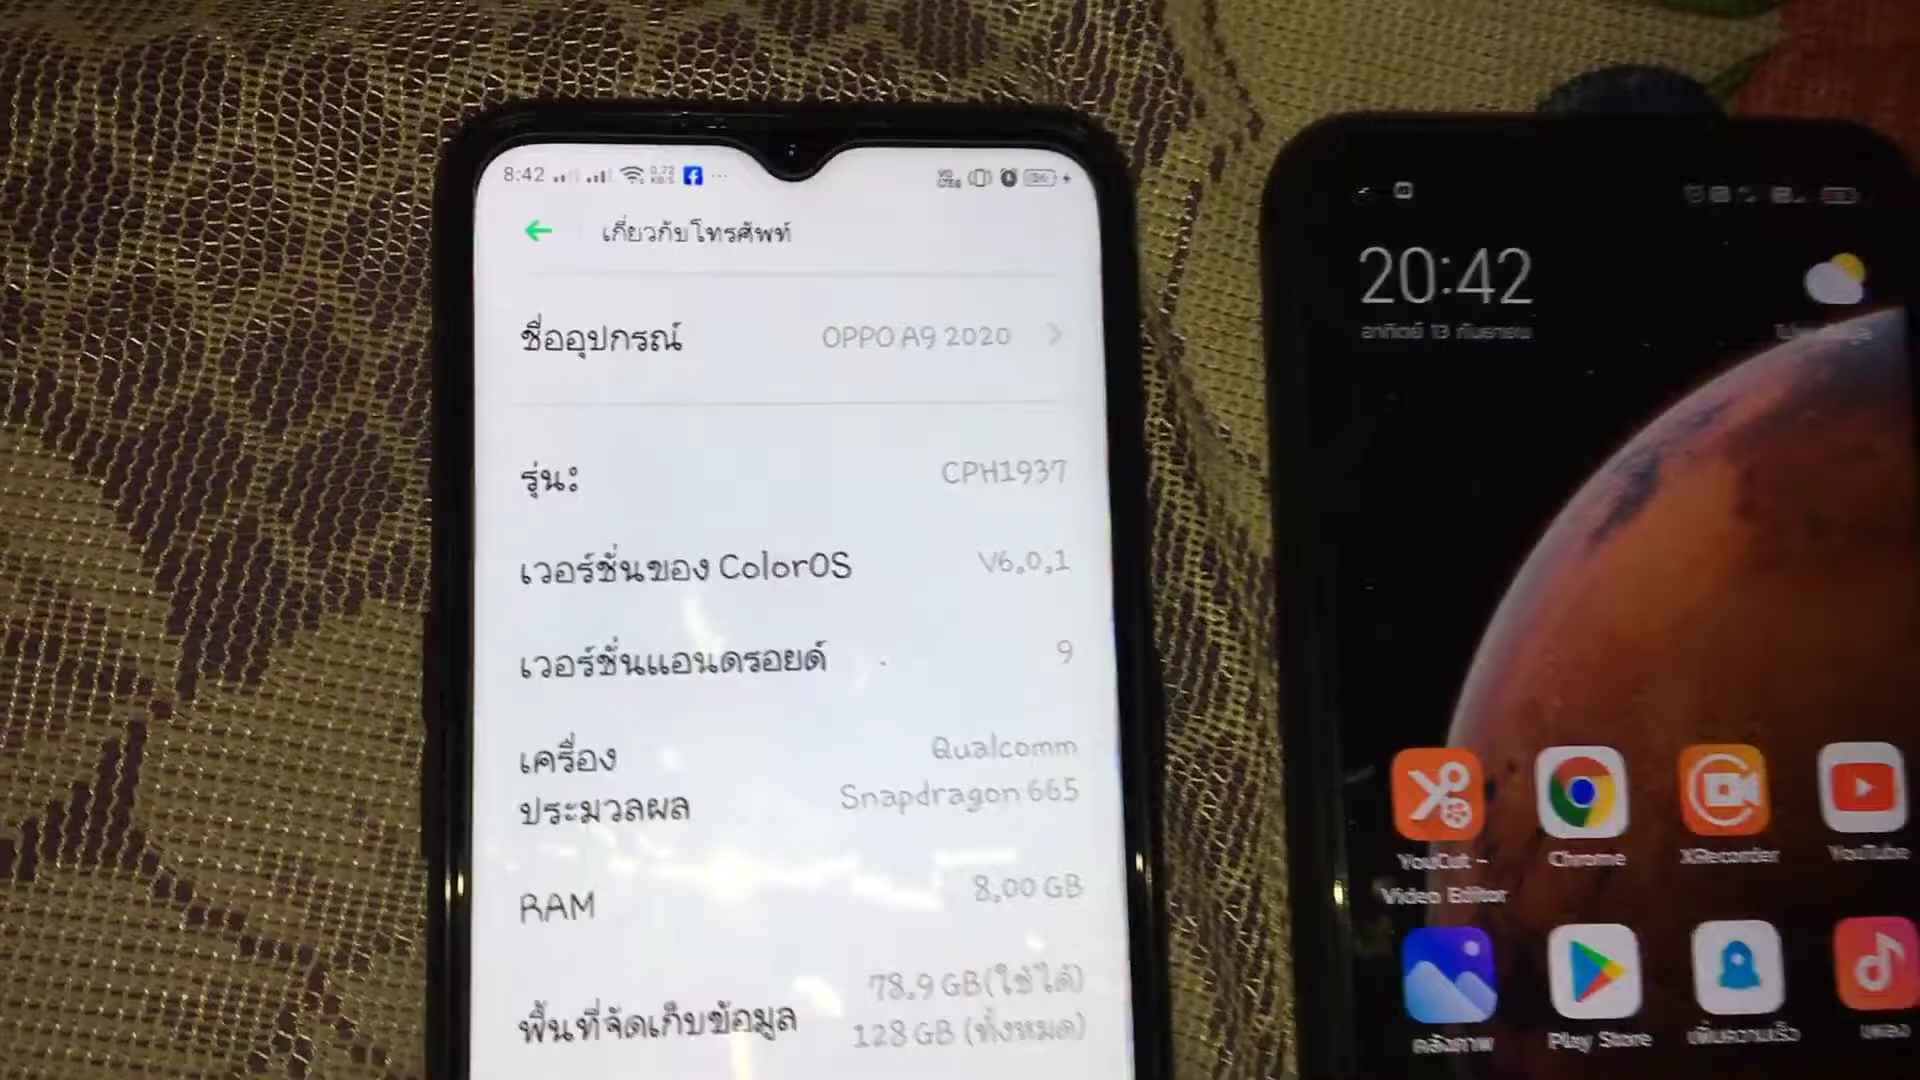 8:42
เกี่ยวกับโทรศัพท์
ชื่ออุปกรณ์ OPPO A9 2020
รุ่น: CPH1937
เวอร์ชั่นของ ColorOS V6.0.1
เวอร์ชั่นแอนดรอยด์ 9
เครื่อง
ประมวลผล
Qualcomm
Snapdragon 665
RAM 8.00 GB
พื้นที่จัดเก็บข้อมูล
78.9 GB(ใช้ได้)
128 GB (ทั้งหมด)
20:42
อาทิตย์ 13 กันยายน
YouCut -
Video Editor
Chrome
XRecorder
YouTube
คลังภาพ
Play Store
เพิ่มความเร็ว
เพลง